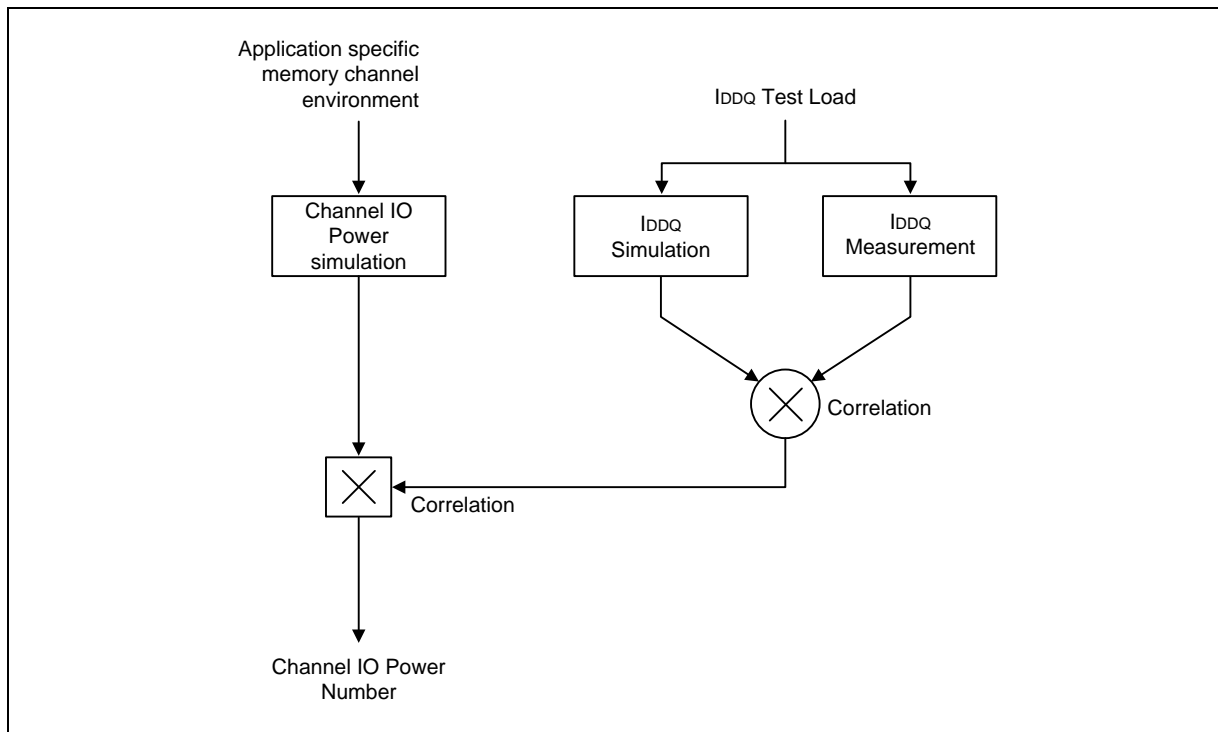 Application specific
memory channel
environment
IDDQ Test Load
Channel IO
Power
simulation
IDDQ
Simulation
IDDQ
Measurement
Correlation
Correlation
Channel IO Power
Number